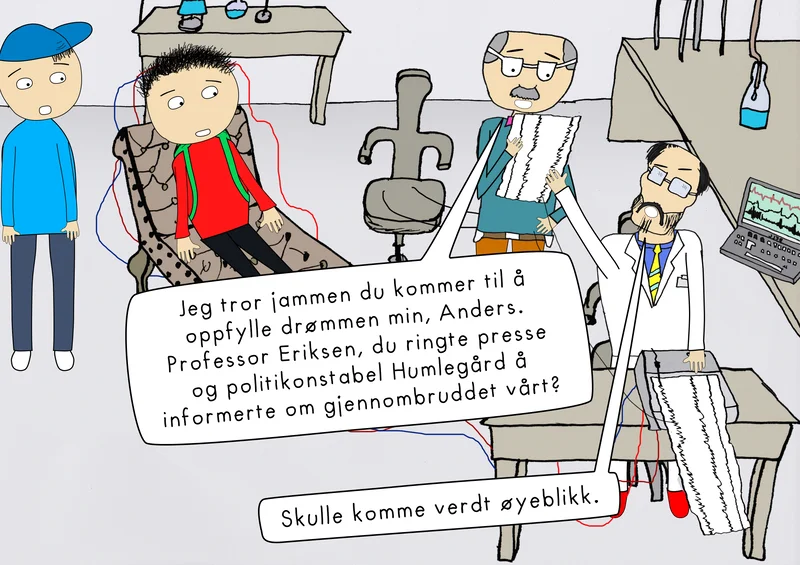 Jeg tror jammen du kommer til å
oppfylle drømmen min, Anders.
Professor Eriksen, du ringte presse
og politikonstabel Humlegård å
informerte om gjennombruddet vårt?
Skulle komme verdt øyeblikk.